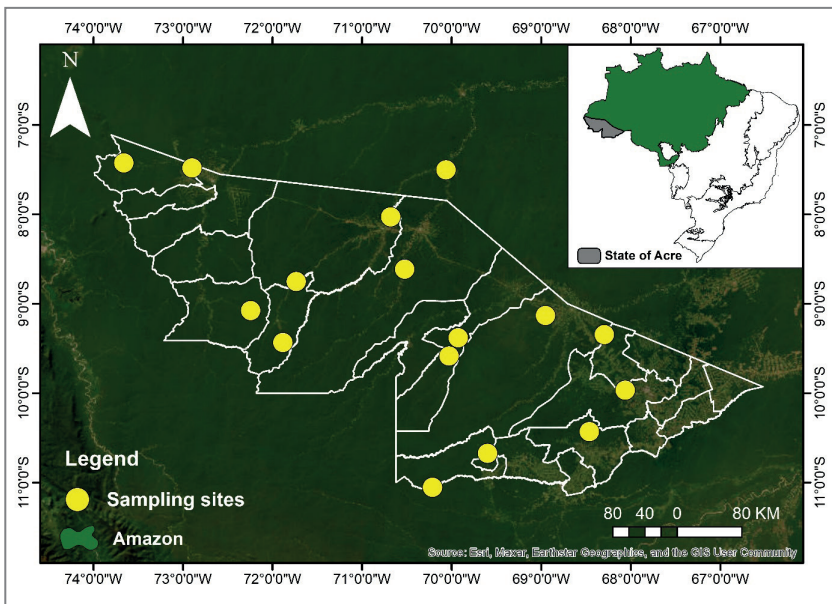 74°0'0"W 73°0'0"W 72°0'0"W 71°0'0"W 70°0'0"W 69°0'0"W 68°0'0"W 67°0'0"W
N
7°0'0"S
8°0'0"S
9°0'0"S
10°0'0"S
11°0'0"S
State of Acre
7°0'0"S
8°0'0"S
9°0'0"S
10°0'0"S
11°0'0"S
Legend
Sampling sites
Amazon
80 40 0 80 KM
Source: Esri, Maxar, Earthstar Geographics, and the GIS User Community
74°0'0"W 73°0'0"W 72°0'0"W 71°0'0"W 70°0'0"W 69°0'0"W 68°0'0"W 67°0'0"W